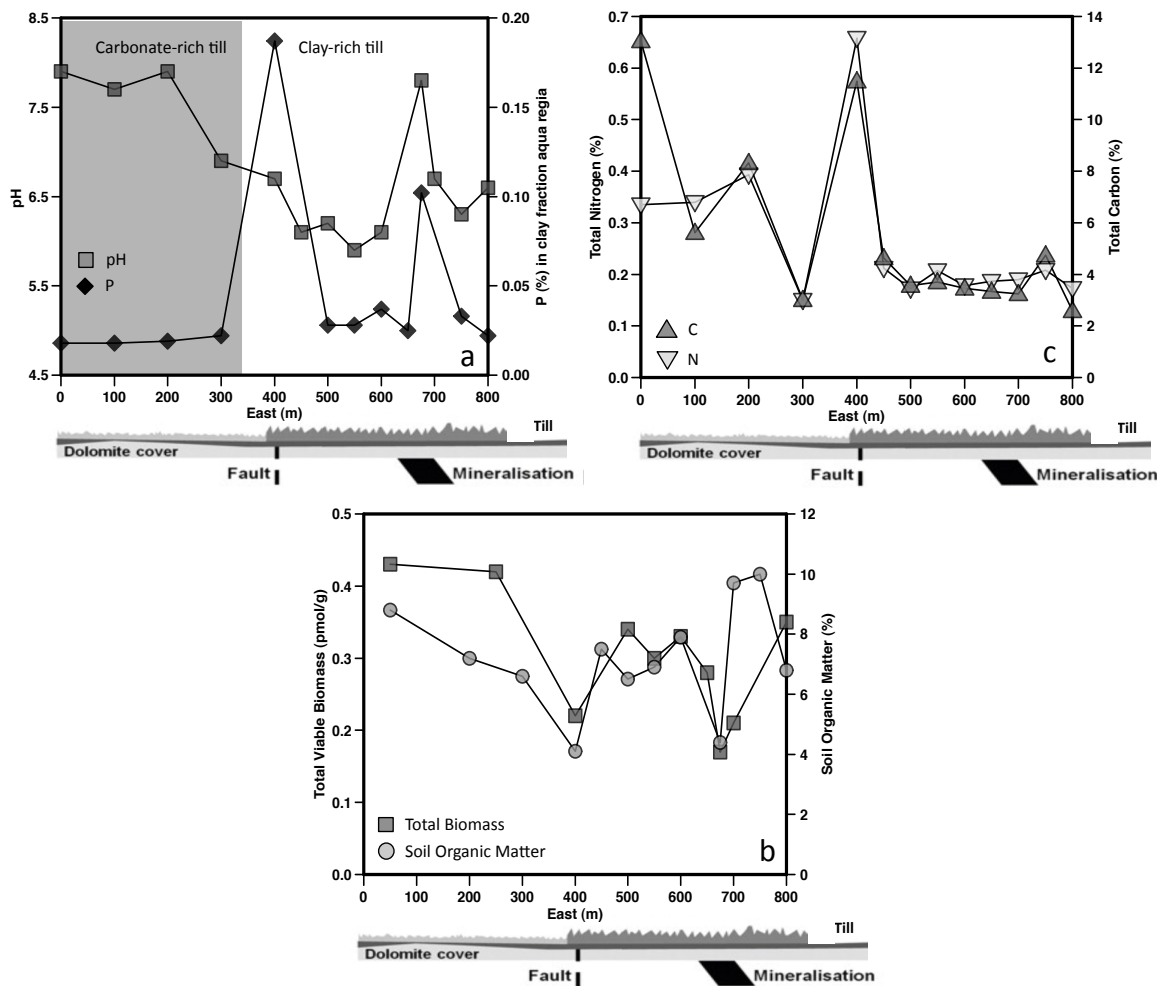 8.5
7.5
6.5
5.5
4.5
pH
Carbonate-rich till
Clay-rich till
pH
P
a
0.20
0.15
0.10
0.05
0.00
P (%) in clay fraction aqua regia
0 100 200 300 400 500 600 700 800
East (m)
Till
Dolomite cover
Fault
Mineralisation
0.7
0.6
0.5
0.4
0.3
0.2
0.1
0.0
Total Nitrogen (%)
C
N
c
14
12
10
8
6
4
2
0
Total Carbon (%)
0 100 200 300 400 500 600 700 800
East (m)
Till
Dolomite cover
Fault
Mineralisation
0.5
0.4
0.3
0.2
0.1
0.0
Total Viable Biomass (pmol/g)
Total Biomass
Soil Organic Matter
b
12
10
8
6
4
2
0
Soil Organic Matter (%)
0 100 200 300 400 500 600 700 800
East (m)
Till
Dolomite cover
Fault
Mineralisation